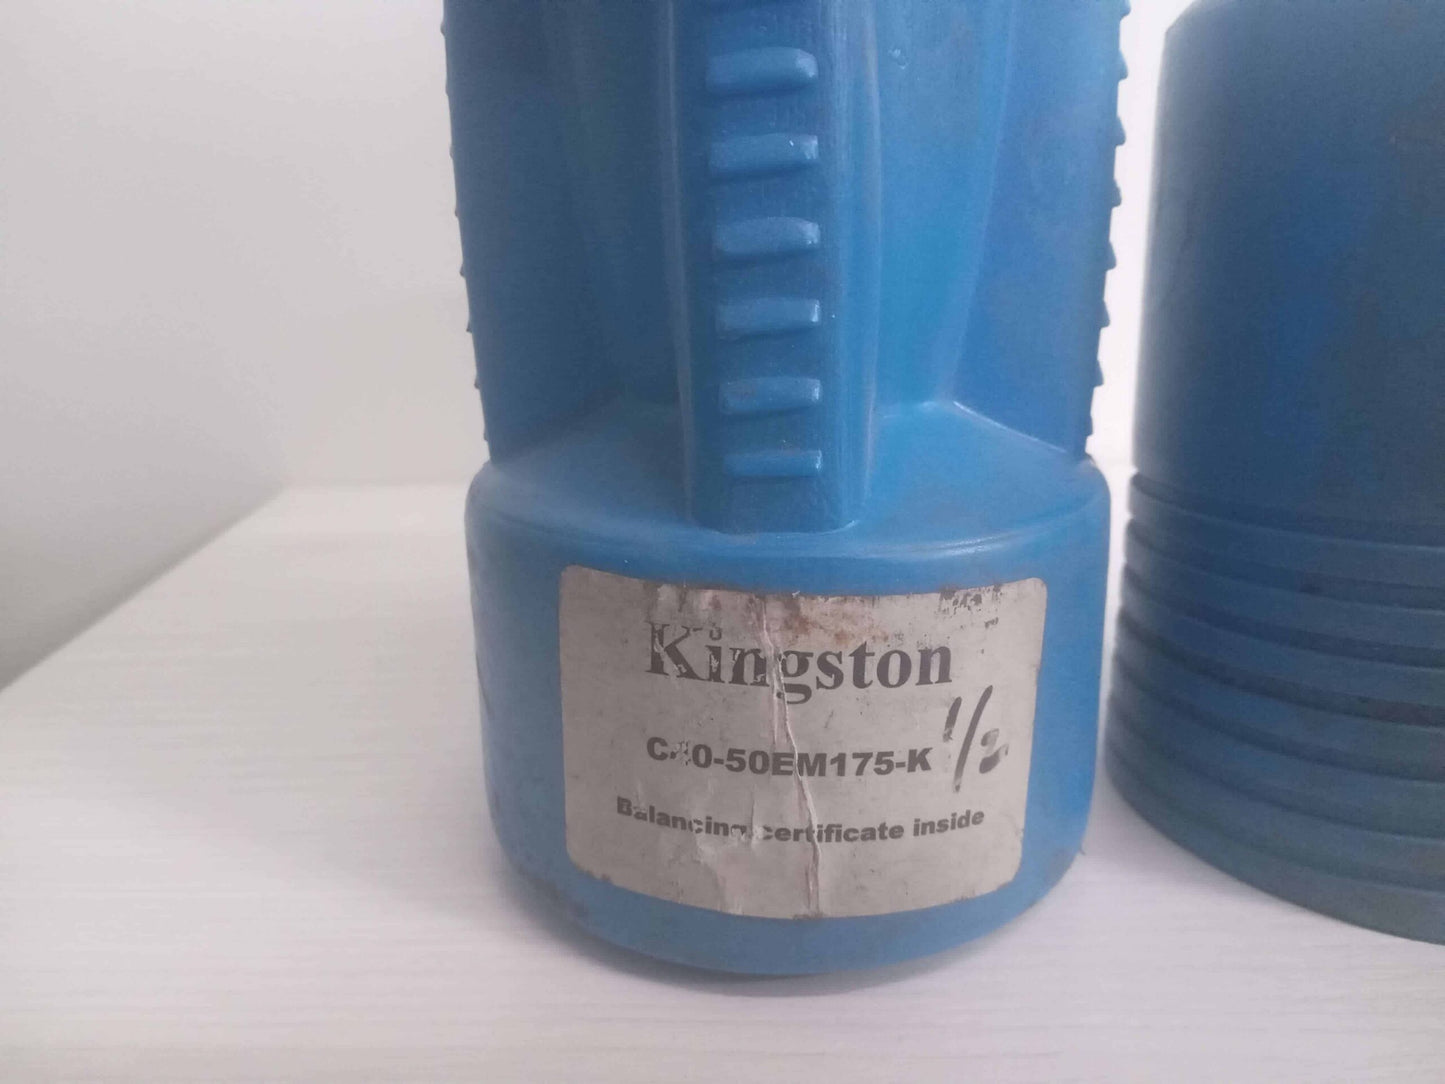 Kingston
C40-50EM175-K 1/2
Balancing certificate inside